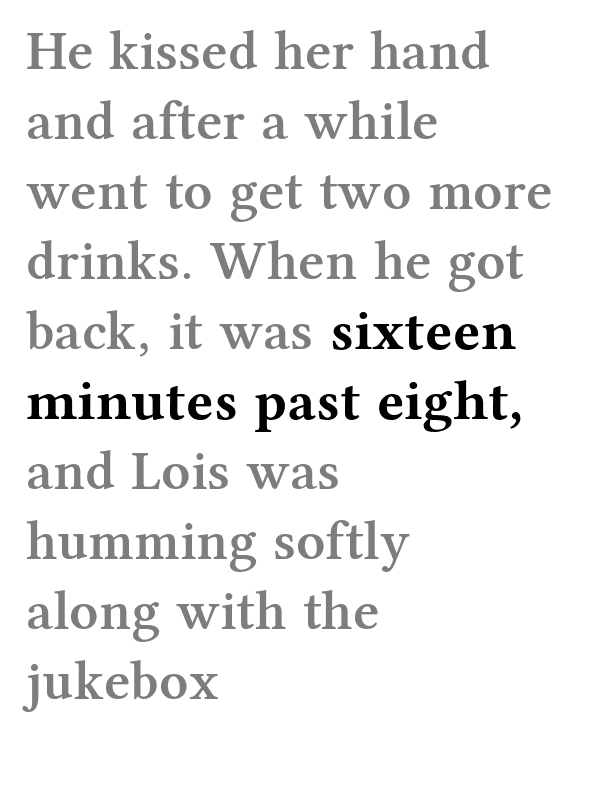 He kissed her hand
and after a while
went to get two more
drinks. When he got
back, it was sixteen
minutes past eight,
and Lois was
humming softly
along with the
jukebox